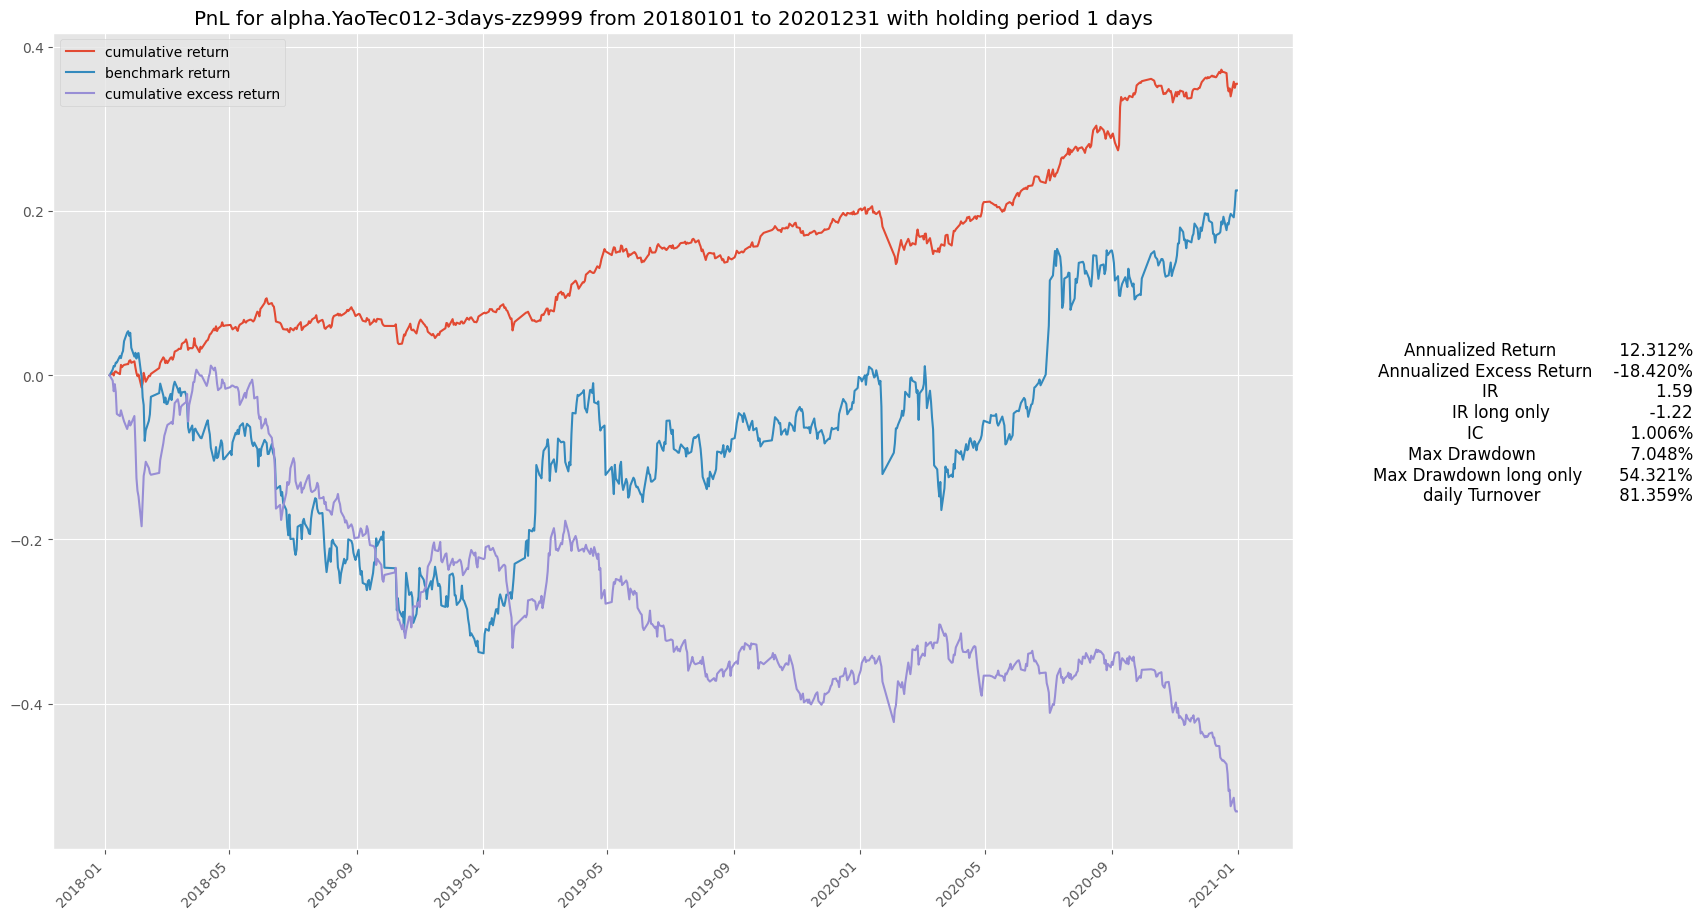 PnL for alpha.YaoTec012-3days-zz9999 from 20180101 to 20201231 with holding period 1 days
cumulative return
benchmark return
cumulative excess return
0.4
0.2
0.0
−0.2
−0.4
2018-01
2018-05
2018-09
2019-01
2019-05
2019-09
2020-01
2020-05
2020-09
2021-01
Annualized Return 12.312%
Annualized Excess Return -18.420%
IR 1.59
IR long only -1.22
IC 1.006%
Max Drawdown 7.048%
Max Drawdown long only 54.321%
daily Turnover 81.359%